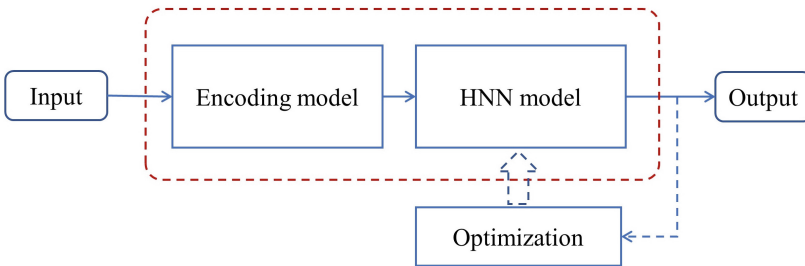 Input
Encoding model
HNN model
Output
Optimization